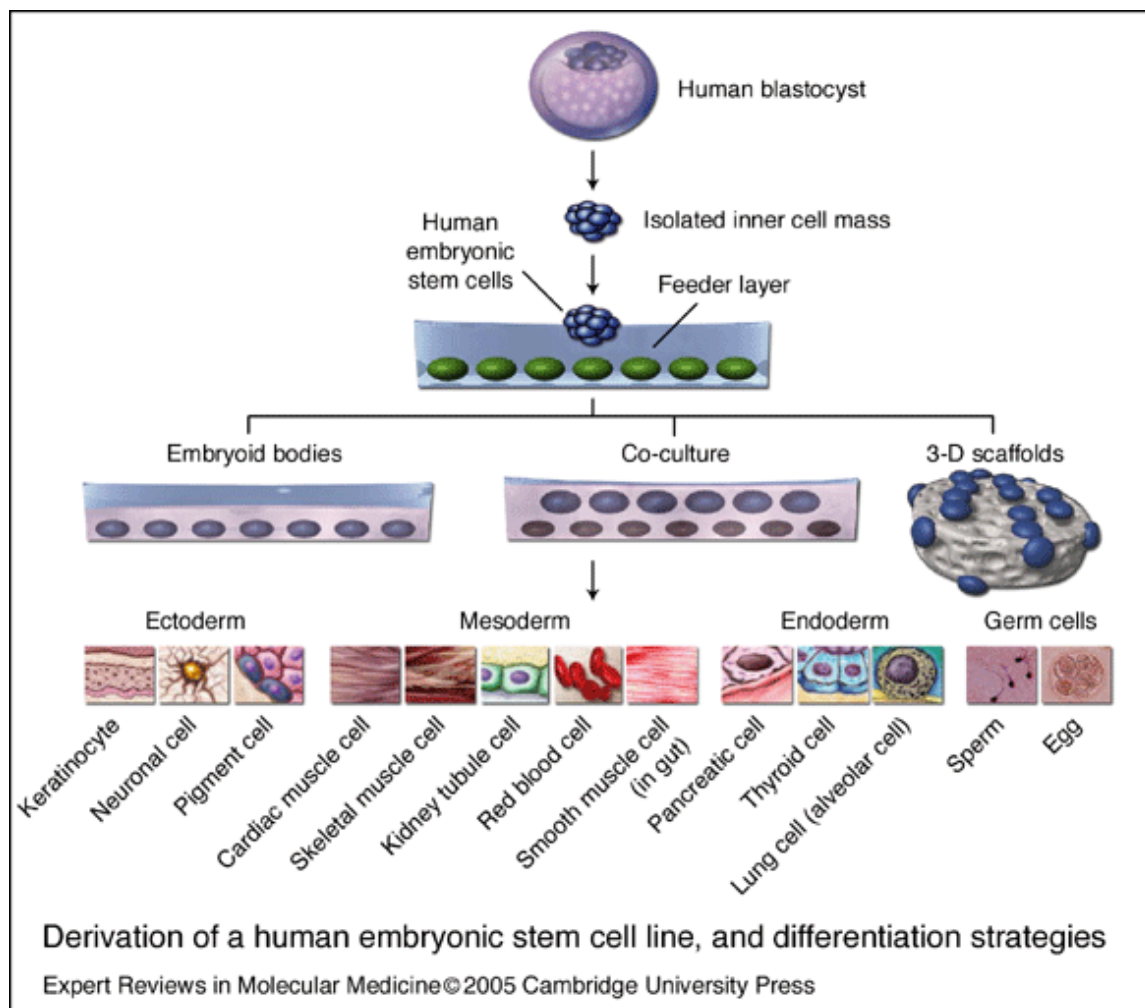 Human blastocyst
Isolated inner cell mass
Human
embryonic
stem cells
Feeder layer
Embryoid bodies
Co-culture
3-D scaffolds
Ectoderm
Mesoderm
Endoderm
Germ cells
Keratinocyte
Neuronal cell
Pigment cell
Cardiac muscle cell
Skeletal muscle cell
Kidney tubule cell
Red blood cell
Smooth muscle cell
(in gut)
Pancreatic cell
Thyroid cell
Lung cell (alveolar cell)
Sperm
Egg
Derivation of a human embryonic stem cell line, and differentiation strategies
Expert Reviews in Molecular Medicine©2005 Cambridge University Press